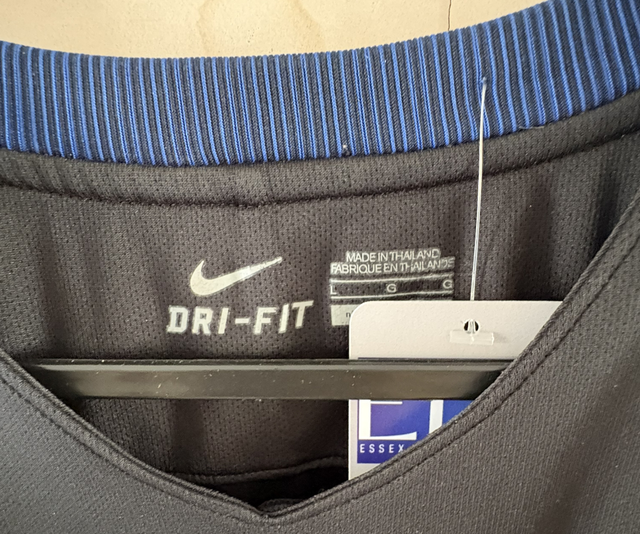 DRI-FIT
MADE IN THAILAND
FABRIQUE EN THAILANDE
L G G
ESSEX